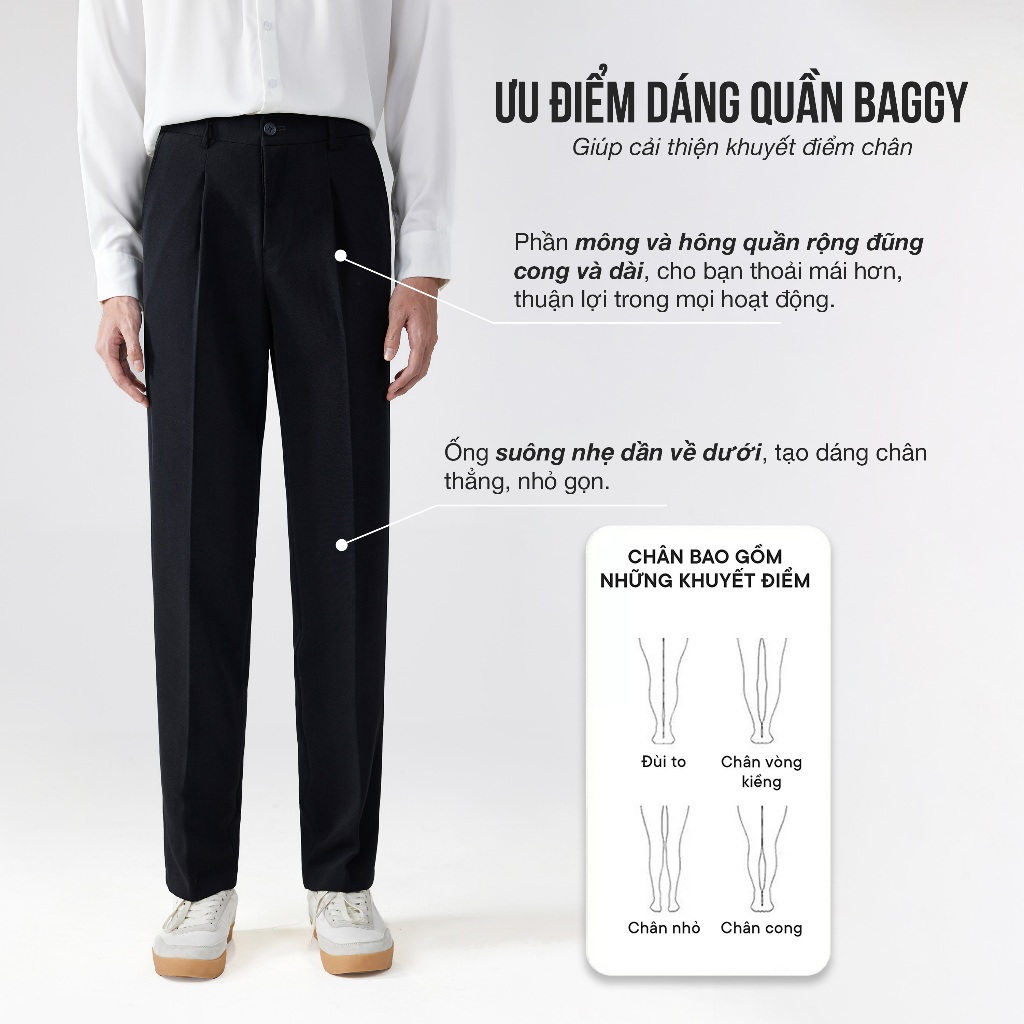 ƯU ĐIỂM DÁNG QUẦN BAGGY
Giúp cải thiện khuyết điểm chân
Phần mông và hông quần rộng đũng
cong và dài, cho bạn thoải mái hơn,
thuận lợi trong mọi hoạt động.
Ống suông nhẹ dần về dưới, tạo dáng chân
thẳng, nhỏ gọn.
CHÂN BAO GỒM
NHỮNG KHUYẾT ĐIỂM
Đùi to
Chân vòng
kiềng
Chân nhỏ
Chân cong